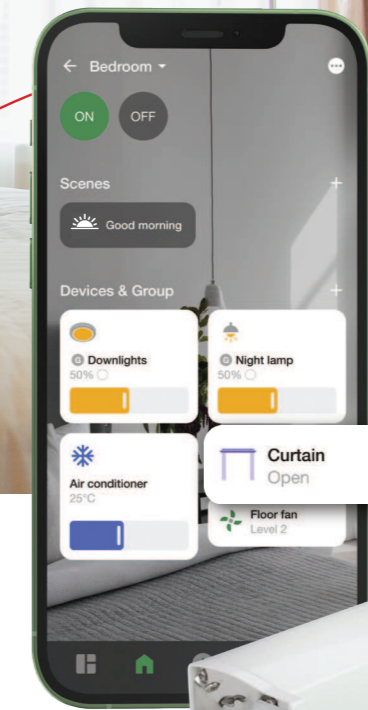 Bedroom
ON
OFF
Scenes
Good morning
Devices & Group
G Downlights
50%
G Night lamp
50%
Air conditioner
25°C
Curtain
Open
Floor fan
Level 2